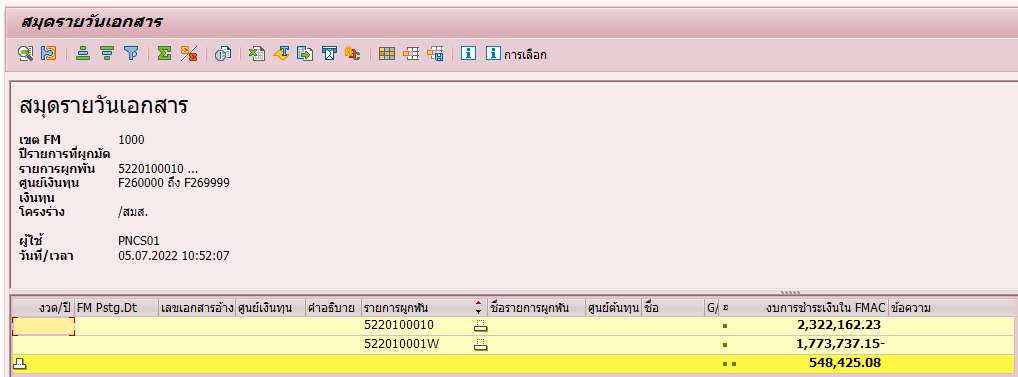 สมุดรายวันเอกสาร
การเลือก
สมุดรายวันเอกสาร
เขต FM 1000
ปีรายการที่ผูกมัด
รายการผูกพัน 5220100010 ...
ศูนย์เงินทุน F260000 ถึง F269999
เงินทุน
โครงร่าง /สมส.
ผู้ใช้ PNCS01
วันที่/เวลา 05.07.2022 10:52:07
งวด/ปี FM Pstg.Dt เลขเอกสารอ้าง ศูนย์เงินทุน คำอธิบาย รายการผูกพัน ชื่อรายการผูกพัน ศูนย์ต้นทุน ชื่อ G/ Σ งบการชำระเงินใน FMAC ข้อความ
5220100010 2,322,162.23
522010001W 1,773,737.15-
548,425.08